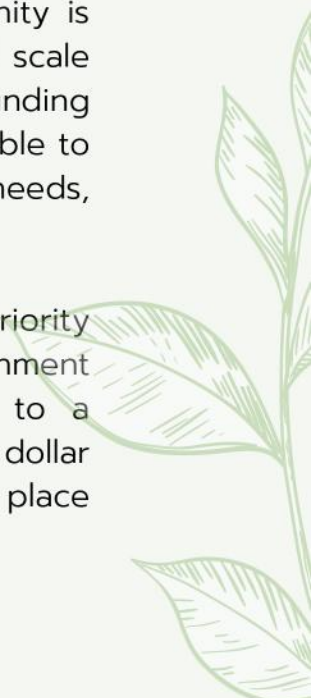 nity is
scale
nding
ble to
needs,
riority
nment
to a
dollar
place